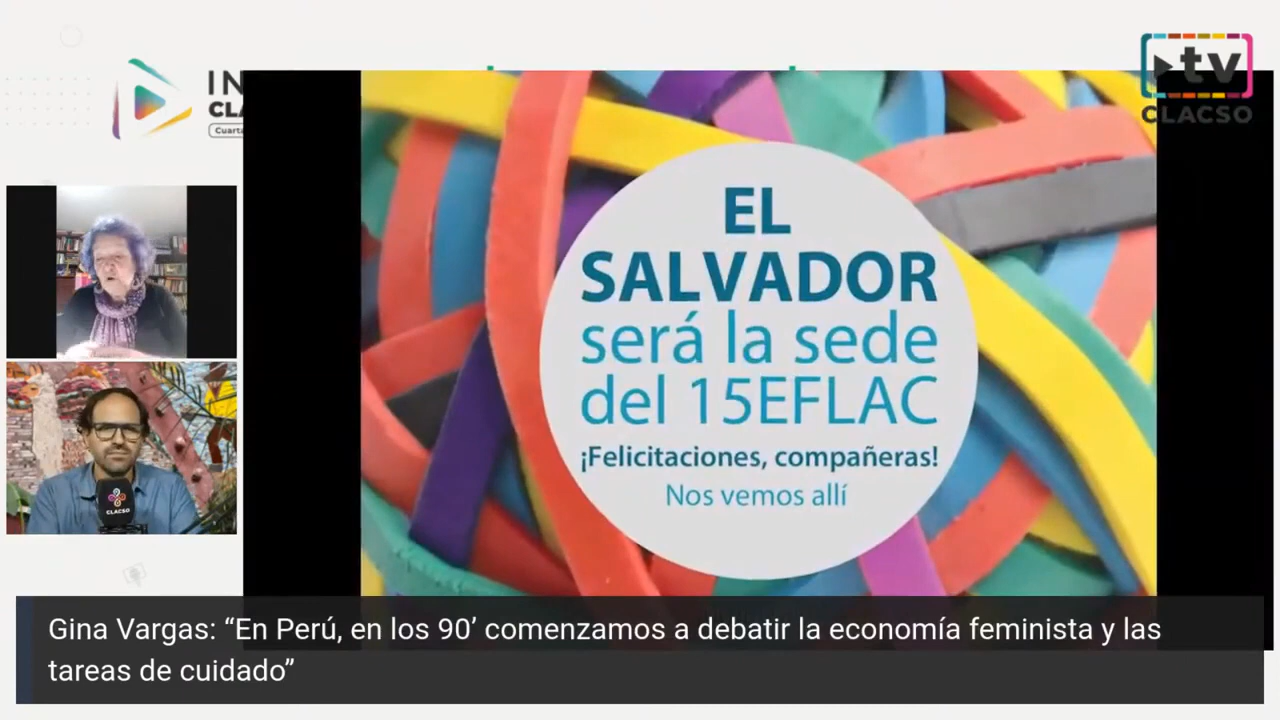 tv
CLACSO
EL
SALVADOR
será la sede
del 15EFLAC
¡Felicitaciones, compañeras!
Nos vemos allí
CLACSO
Gina Vargas: “En Perú, en los 90’ comenzamos a debatir la economía feminista y las
tareas de cuidado”